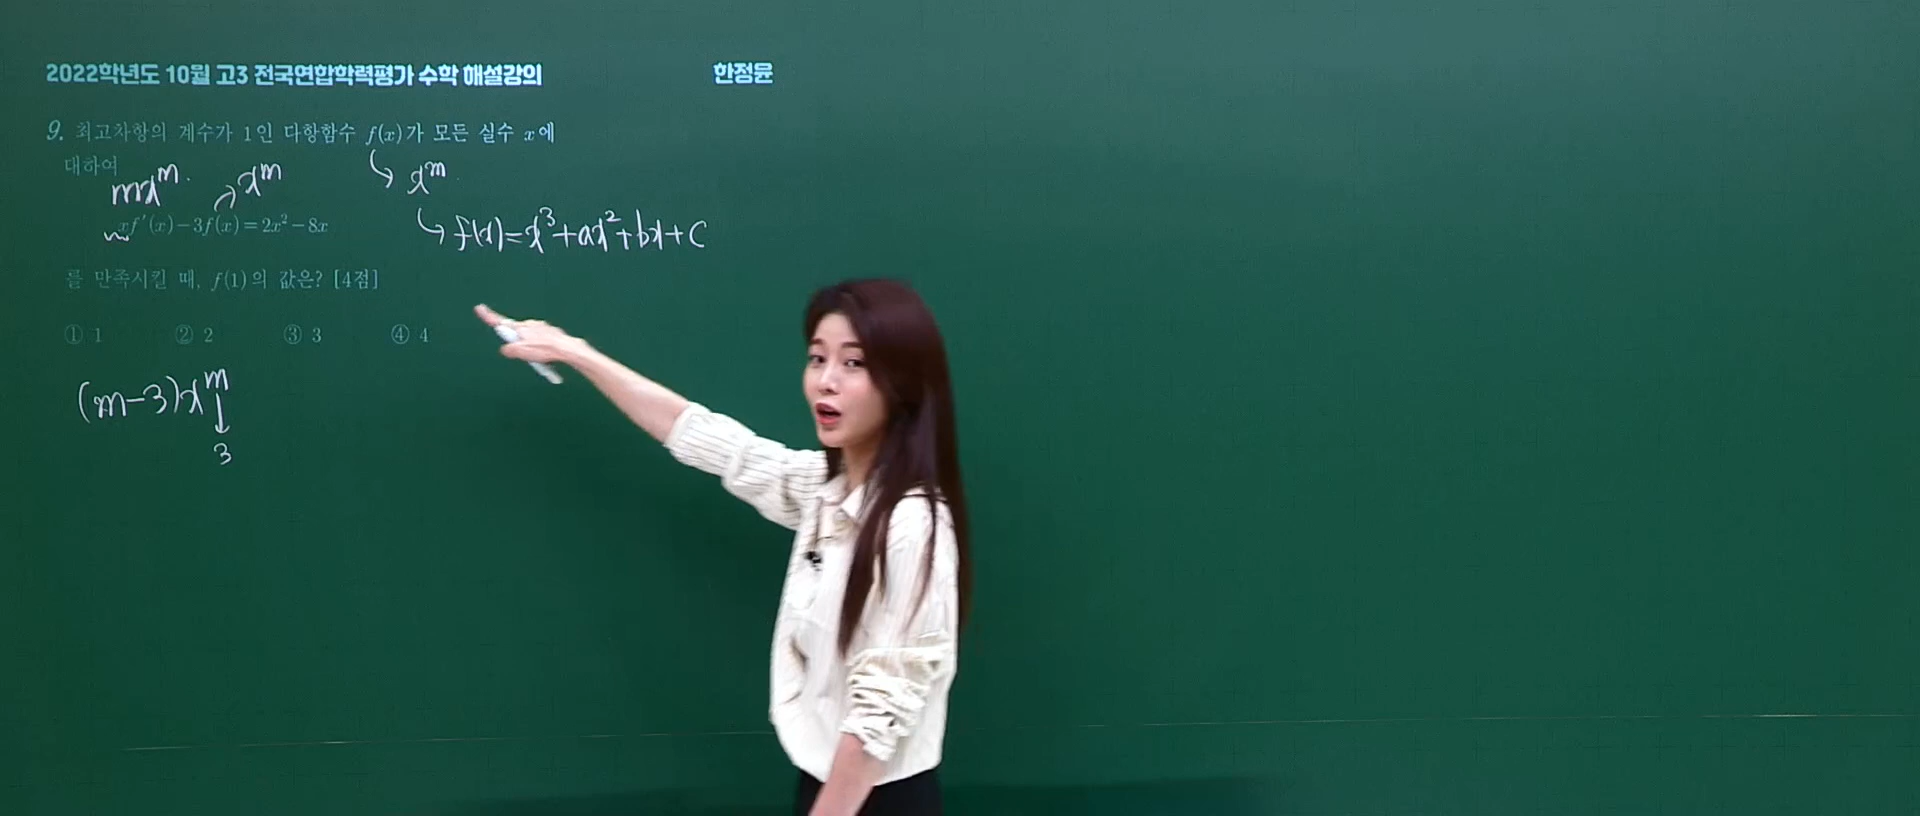 2022학년도 10월 고3 전국연합학력평가 수학 해설강의
한정윤
9. 최고차항의 계수가 1인 다항함수 f(x)가 모든 실수 x에
대하여
mx^m x^m x^m
xf'(x)-3f(x)=2x²-8x
f(x)=x³+ax²+bx+c
를 만족시킬 때, f(1)의 값은? [4점]
① 1 ② 2 ③ 3 ④ 4
(m-3)x^m
3